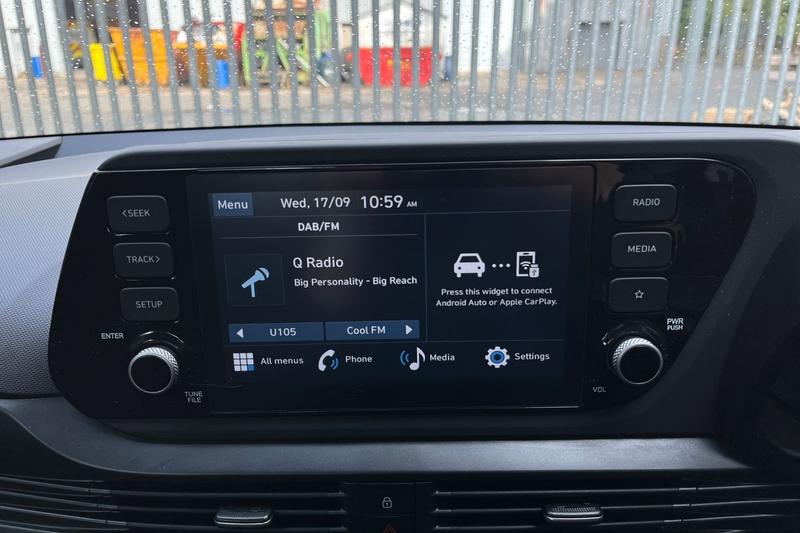 <SEEK
TRACK>
SETUP
ENTER
TUNE
FILE
Menu
Wed, 17/09 10:59 AM
DAB/FM
Q Radio
Big Personality - Big Reach
U105
Cool FM
Press this widget to connect
Android Auto or Apple CarPlay.
All menus
Phone
Media
Settings
RADIO
MEDIA
PWR
PUSH
VOL